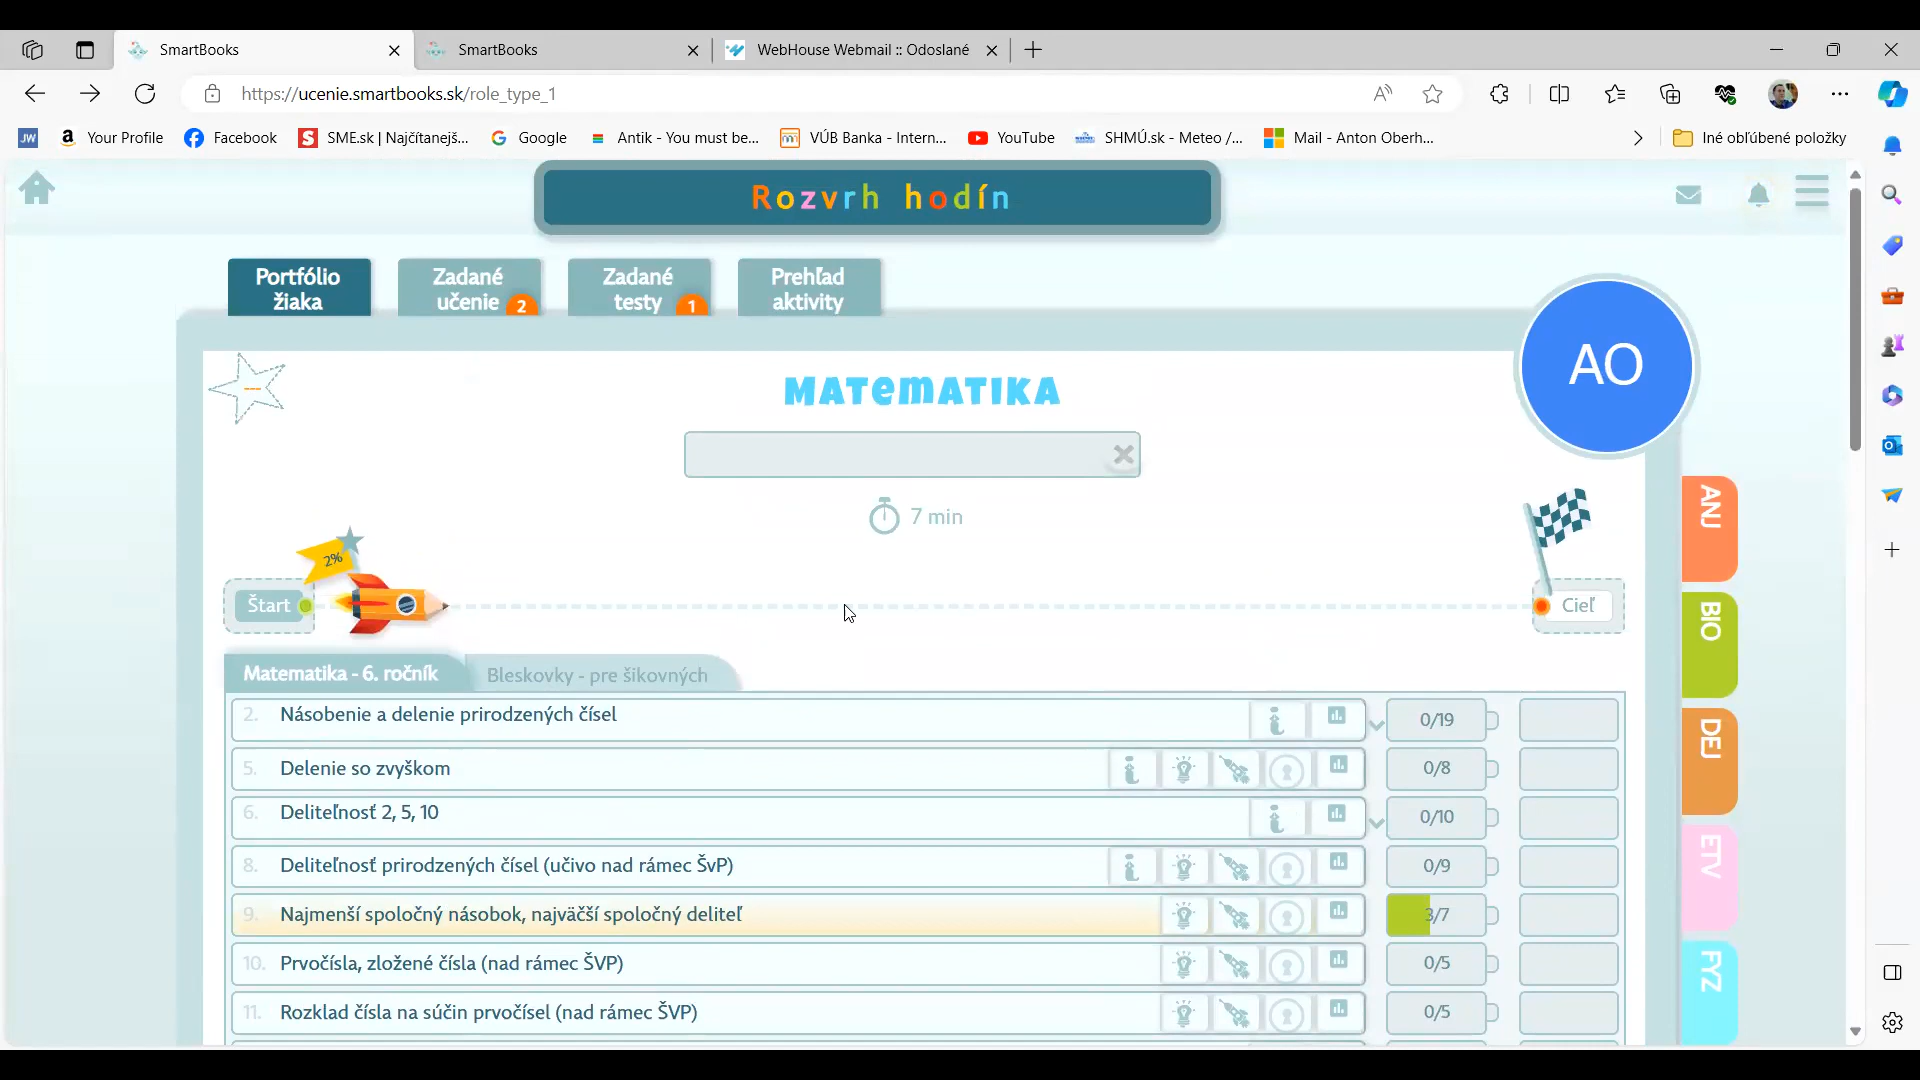 SmartBooks
SmartBooks
WebHouse Webmail :: Odoslané
https://ucenie.smartbooks.sk/role_type_1
JW
Your Profile
Facebook
SME.sk | Najčítanejš...
Google
Antik - You must be...
VÚB Banka - Intern...
YouTube
SHMÚ.sk - Meteo /...
Mail - Anton Oberh...
Iné obľúbené položky
Rozvrh hodín
Portfólio
žiaka
Zadané
učenie 2
Zadané
testy 1
Prehľad
aktivity
AO
MATEMATIKA
7 min
2%
Štart
Cieľ
ANJ
BIO
DEJ
ETV
FYZ
Matematika - 6. ročník
Bleskovky - pre šikovných
2. Násobenie a delenie prirodzených čísel 0/19
5. Delenie so zvyškom 0/8
6. Deliteľnosť 2, 5, 10 0/10
8. Deliteľnosť prirodzených čísel (učivo nad rámec ŠvP) 0/9
9. Najmenší spoločný násobok, najväčší spoločný deliteľ 3/7
10. Prvočísla, zložené čísla (nad rámec ŠVP) 0/5
11. Rozklad čísla na súčin prvočísel (nad rámec ŠVP) 0/5